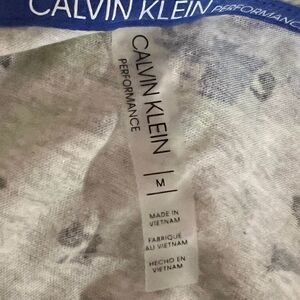 CALVIN KLEIN PERFORMANCE
CALVIN KLEIN
PERFORMANCE
M
MADE IN
VIETNAM
FABRIQUÉ
AU VIETNAM
HECHO EN
VIETNAM